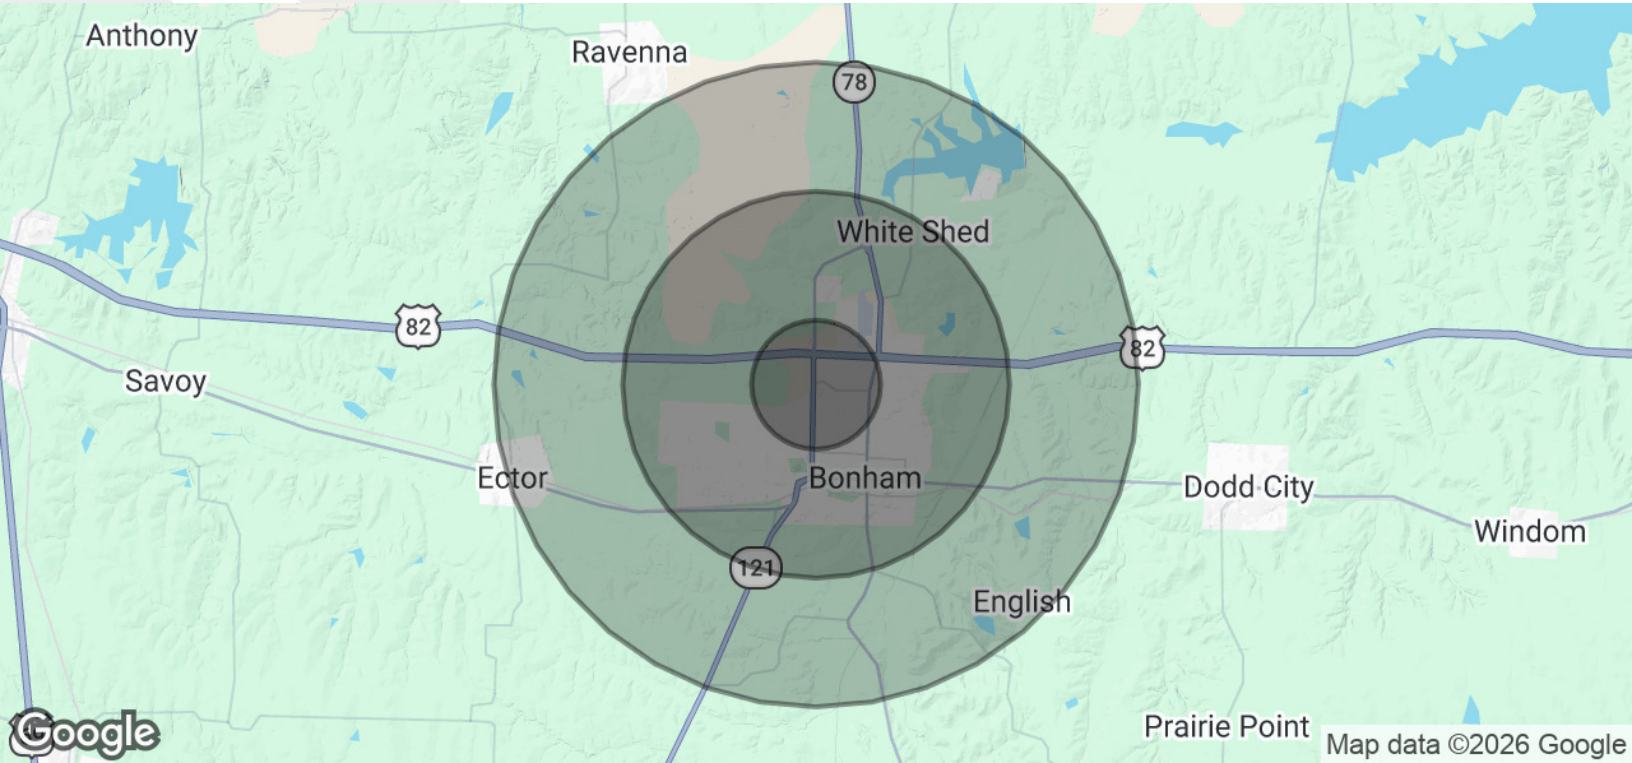 Anthony
Ravenna
78
White Shed
82
82
Savoy
Ector
Bonham
Dodd City
Windom
121
English
Prairie Point
Google
Map data ©2026 Google